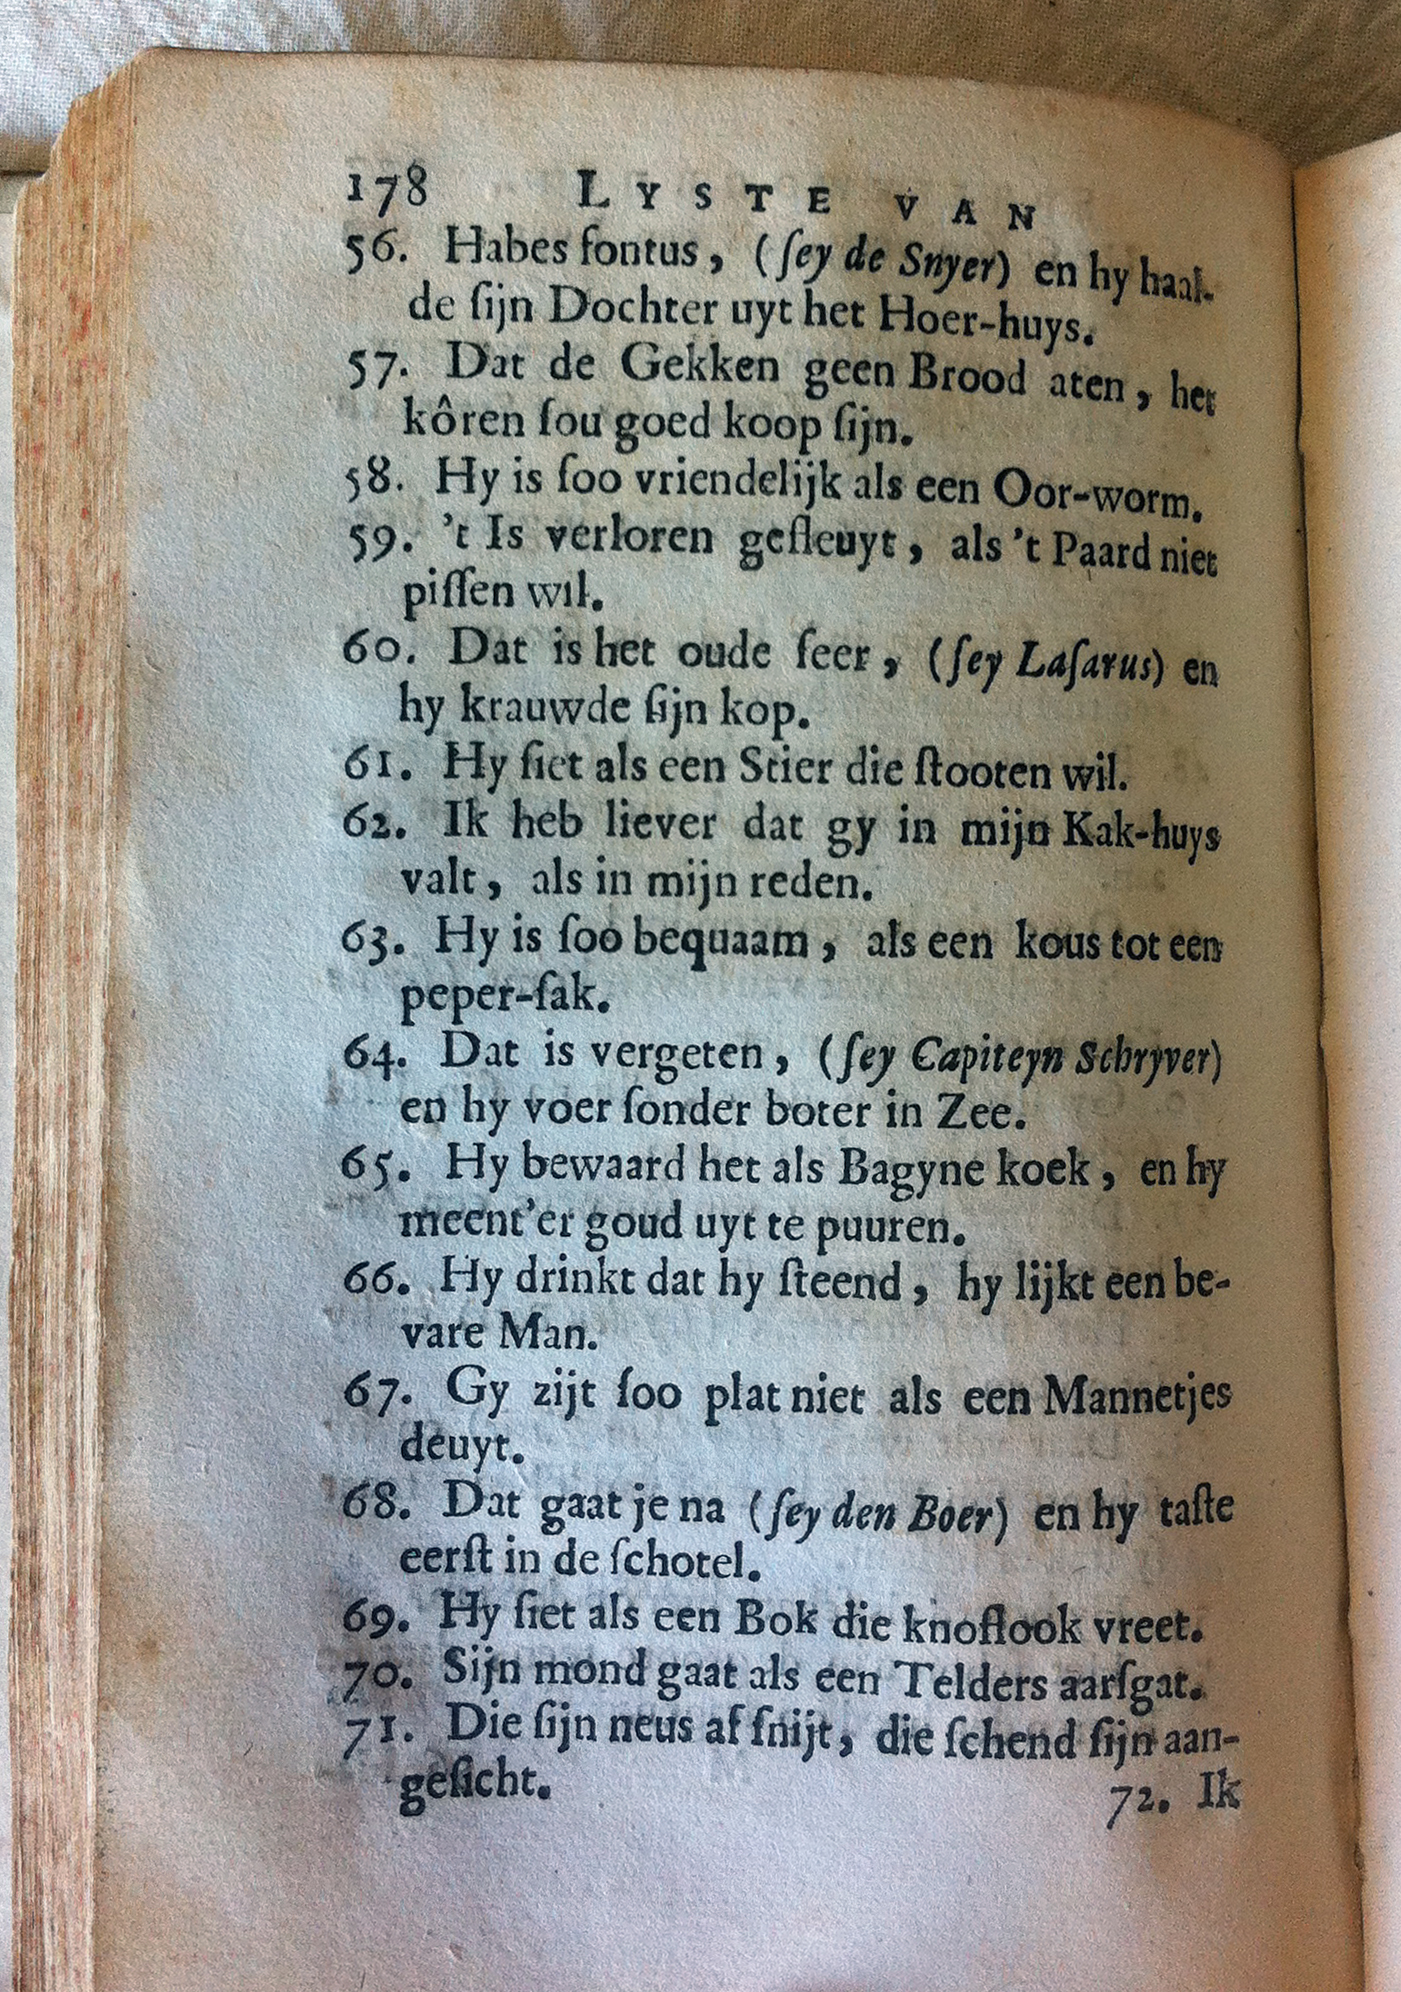 178 LYSTE VAN
56. Habes fontus, (ſey de Snyer) en hy haal-
de ſijn Dochter uyt het Hoer-huys.
57. Dat de Gekken geen Brood aten, het
kôren ſou goed koop ſijn.
58. Hy is ſoo vriendelijk als een Oor-worm.
59. 't Is verloren gefleuyt, als 't Paard niet
piſſen wil.
60. Dat is het oude ſeer, (ſey Laſarus) en
hy krauwde ſijn kop.
61. Hy ſiet als een Stier die ſtooten wil.
62. Ik heb liever dat gy in mijn Kak-huys
valt, als in mijn reden.
63. Hy is ſoo bequaam, als een kous tot een
peper-ſak.
64. Dat is vergeten, (ſey Capiteyn Schryver)
en hy voer ſonder boter in Zee.
65. Hy bewaard het als Bagyne koek, en hy
meent'er goud uyt te puuren.
66. Hy drinkt dat hy ſteend, hy lijkt een be-
vare Man.
67. Gy zijt ſoo plat niet als een Mannetjes
deuyt.
68. Dat gaat je na (ſey den Boer) en hy taſte
eerſt in de ſchotel.
69. Hy ſiet als een Bok die knoflook vreet.
70. Sijn mond gaat als een Telders aarſgat.
71. Die ſijn neus af ſnijt, die ſchend ſijn aan-
geſicht.
72. Ik